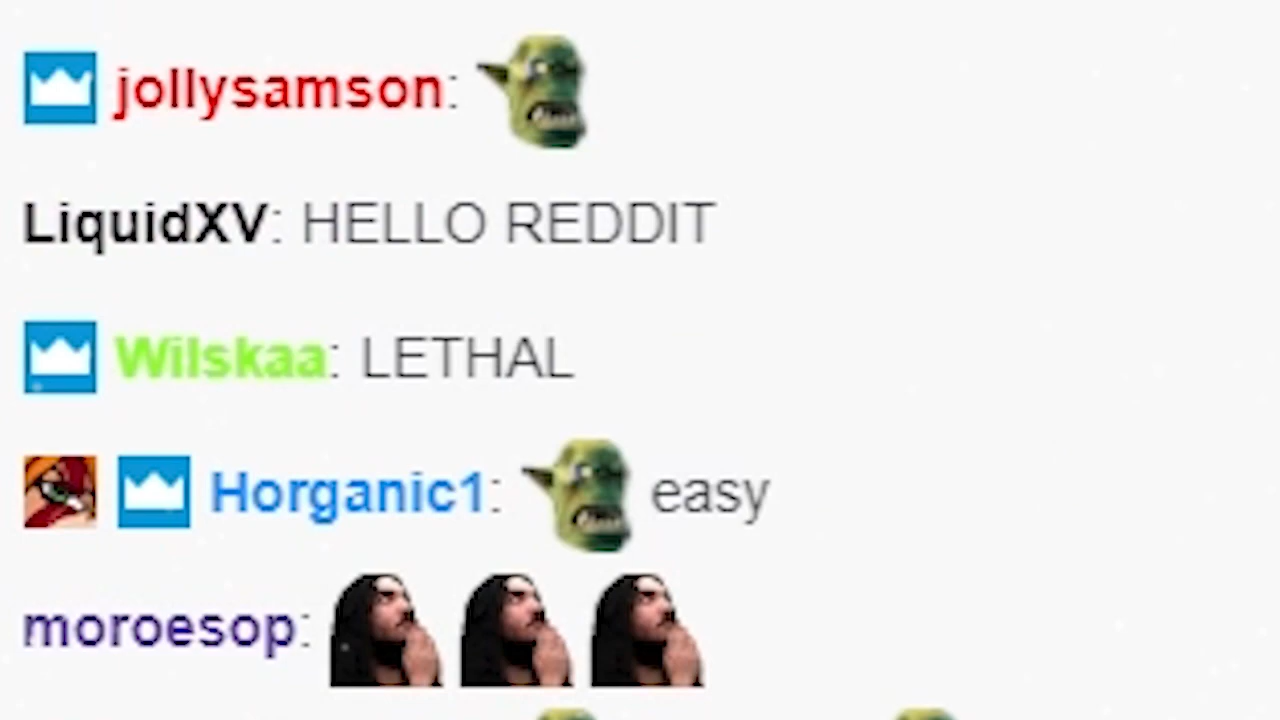 jollysamson:
LiquidXV: HELLO REDDIT
Wilskaa: LETHAL
Horganic1: easy
moroesop: